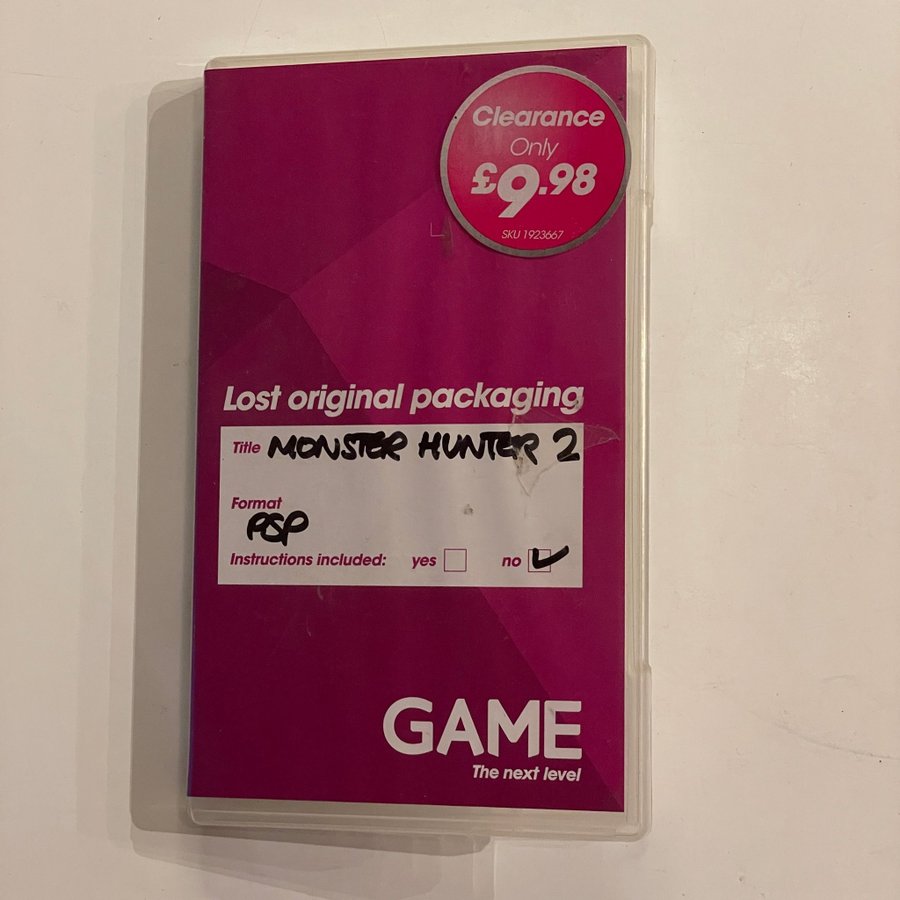 Clearance
Only
£9.98
SKU 1923667
Lost original packaging
Title MONSTER HUNTER 2
Format
PSP
Instructions included: yes no
GAME
The next level